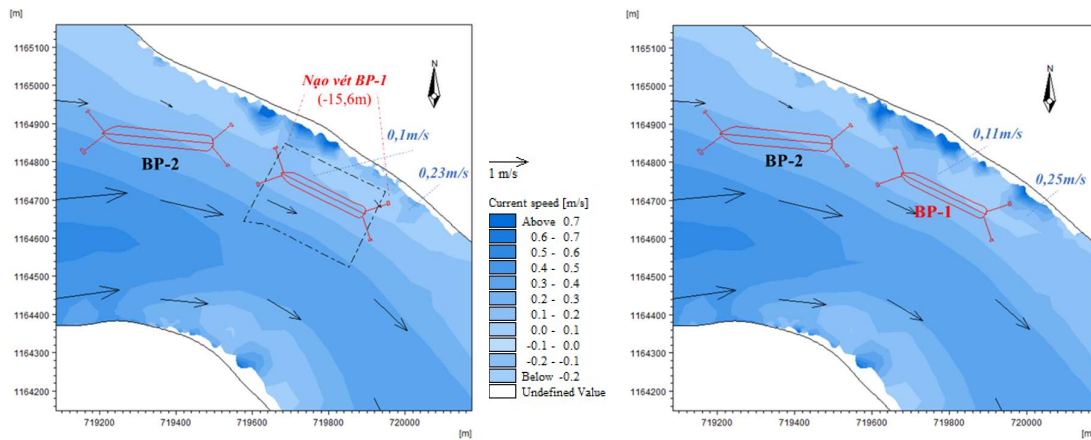 [m]
1165100
1165000
1164900
1164800
1164700
1164600
1164500
1164400
1164300
1164200
719200
719400
719600
719800
720000
[m]
N
Nạo vét BP-1
(-15,6m)
0,1m/s
0,23m/s
BP-2
1 m/s
Current speed [m/s]
Above 0.7
0.6 - 0.7
0.5 - 0.6
0.4 - 0.5
0.3 - 0.4
0.2 - 0.3
0.1 - 0.2
0.0 - 0.1
-0.1 - 0.0
-0.2 - -0.1
Below -0.2
Undefined Value
[m]
1165100
1165000
1164900
1164800
1164700
1164600
1164500
1164400
1164300
1164200
719200
719400
719600
719800
720000
[m]
N
0,11m/s
0,25m/s
BP-2
BP-1